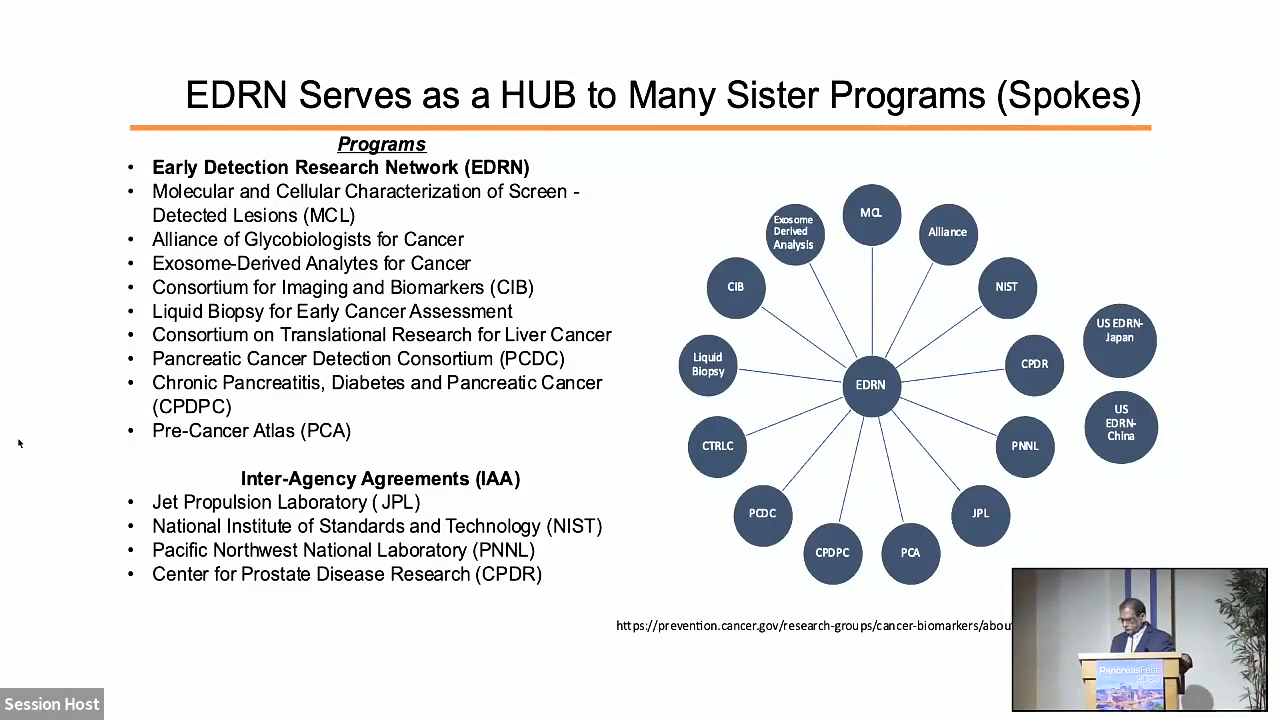 EDRN Serves as a HUB to Many Sister Programs (Spokes)
Programs
• Early Detection Research Network (EDRN)
• Molecular and Cellular Characterization of Screen -
Detected Lesions (MCL)
• Alliance of Glycobiologists for Cancer
• Exosome-Derived Analytes for Cancer
• Consortium for Imaging and Biomarkers (CIB)
• Liquid Biopsy for Early Cancer Assessment
• Consortium on Translational Research for Liver Cancer
• Pancreatic Cancer Detection Consortium (PCDC)
• Chronic Pancreatitis, Diabetes and Pancreatic Cancer
(CPDPC)
• Pre-Cancer Atlas (PCA)
Inter-Agency Agreements (IAA)
• Jet Propulsion Laboratory ( JPL)
• National Institute of Standards and Technology (NIST)
• Pacific Northwest National Laboratory (PNNL)
• Center for Prostate Disease Research (CPDR)
MCL
Alliance
NIST
CPDR
PNNL
JPL
PCA
CPDPC
PCDC
CTRLC
Liquid
Biopsy
CIB
Exosome
Derived
Analysis
EDRN
US EDRN-
Japan
US
EDRN-
China
https://prevention.cancer.gov/research-groups/cancer-biomarkers/abou
PancreasFest
Session Host